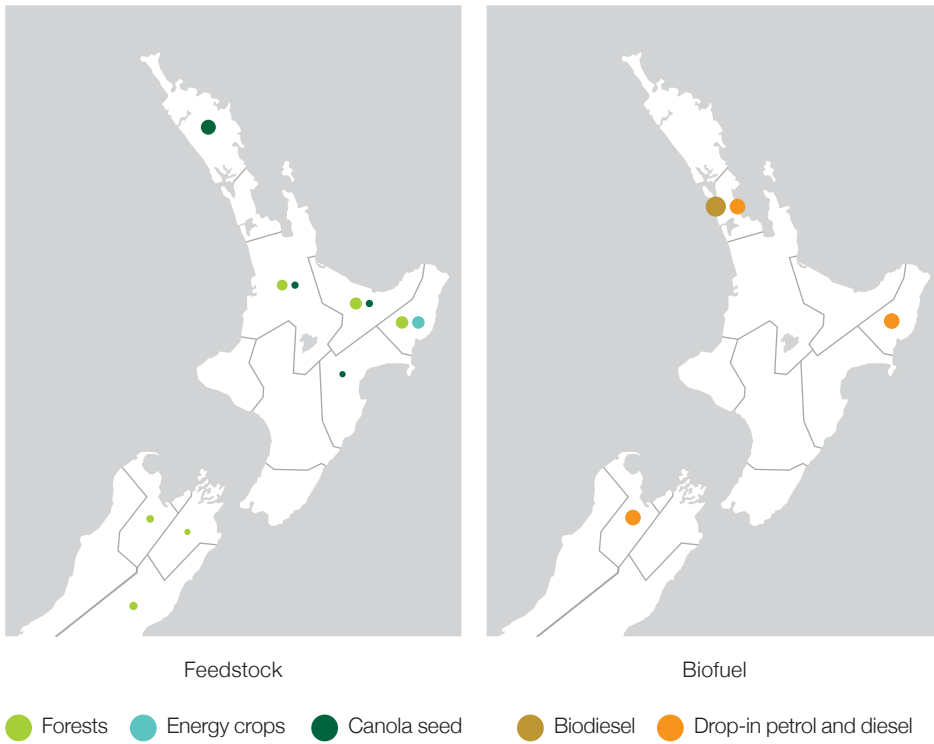 Feedstock
Biofuel
Forests Energy crops Canola seed
Biodiesel Drop-in petrol and diesel